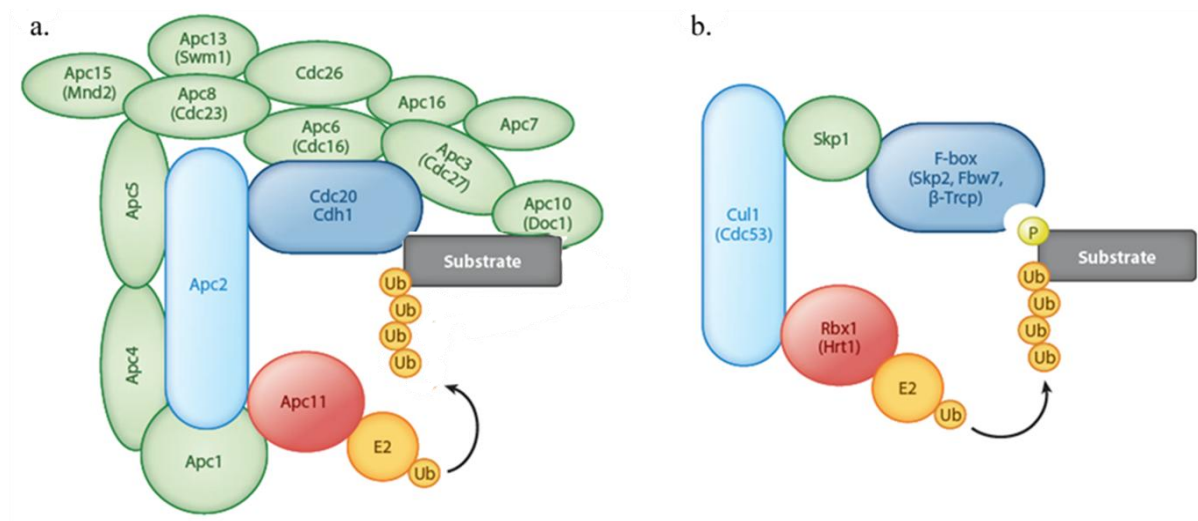 a.
Apc13
(Swm1)
Apc15
(Mnd2)
Cdc26
Apc8
(Cdc23)
Apc16
Apc7
Apc6
(Cdc16)
Apc3
(Cdc27)
Apc5
Cdc20
Cdh1
Apc10
(Doc1)
Substrate
Apc2
Ub
Ub
Ub
Ub
Apc4
Apc11
E2
Ub
Apc1
b.
Skp1
F-box
(Skp2, Fbw7,
β-Trcp)
Cul1
(Cdc53)
P
Substrate
Ub
Ub
Ub
Ub
Rbx1
(Hrt1)
E2
Ub